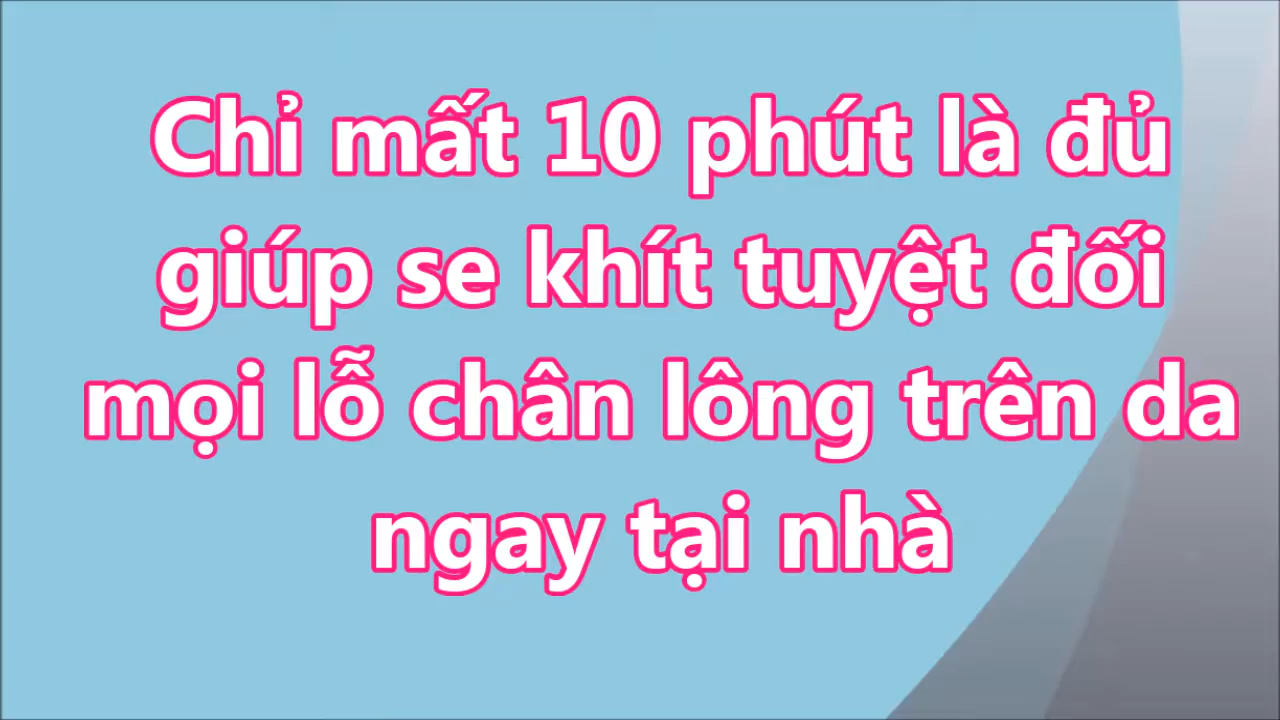 Chỉ mất 10 phút là đủ
giúp se khít tuyệt đối
mọi lỗ chân lông trên da
ngay tại nhà